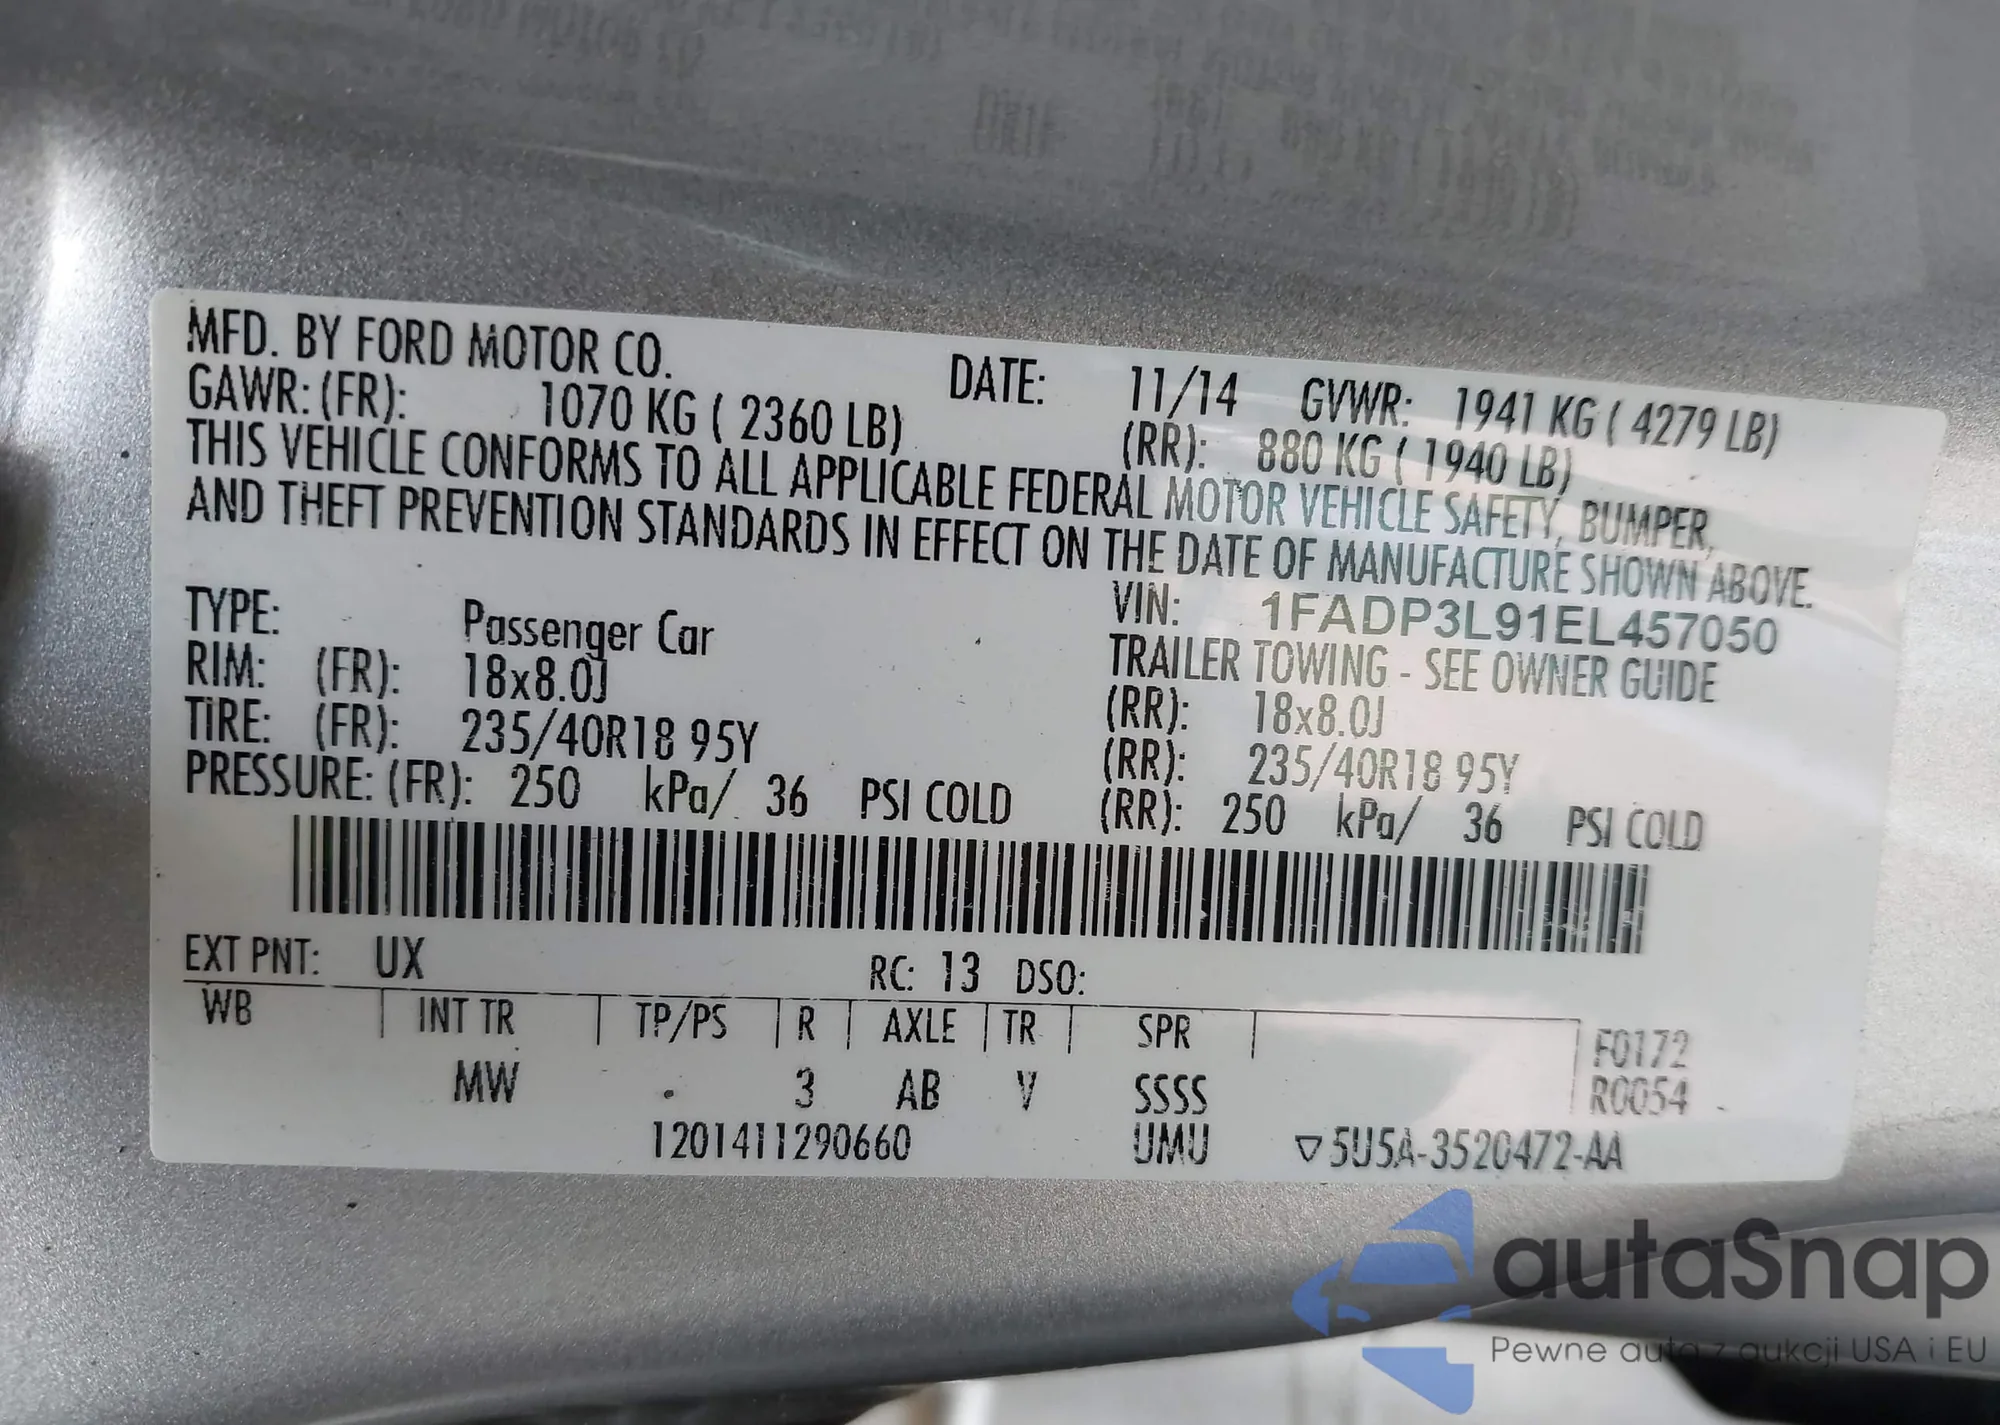 MFD. BY FORD MOTOR CO. DATE: 11/14 GVWR: 1941 KG ( 4279 LB)
GAWR: (FR): 1070 KG ( 2360 LB) (RR): 880 KG ( 1940 LB)
THIS VEHICLE CONFORMS TO ALL APPLICABLE FEDERAL MOTOR VEHICLE SAFETY, BUMPER,
AND THEFT PREVENTION STANDARDS IN EFFECT ON THE DATE OF MANUFACTURE SHOWN ABOVE.
VIN: 1FADP3L91EL457050
TYPE: Passenger Car TRAILER TOWING - SEE OWNER GUIDE
RIM: (FR): 18x8.0J (RR): 18x8.0J
TIRE: (FR): 235/40R18 95Y (RR): 235/40R18 95Y
PRESSURE: (FR): 250 kPa/ 36 PSI COLD (RR): 250 kPa/ 36 PSI COLD
EXT PNT: UX RC: 13 DSO:
WB INT TR TP/PS R AXLE TR SPR F0172
MW . 3 AB V SSSS R0054
1201411290660 UMU ▽5U5A-3520472-AA
autaSnap
Pewne auta z aukcji USA i EU